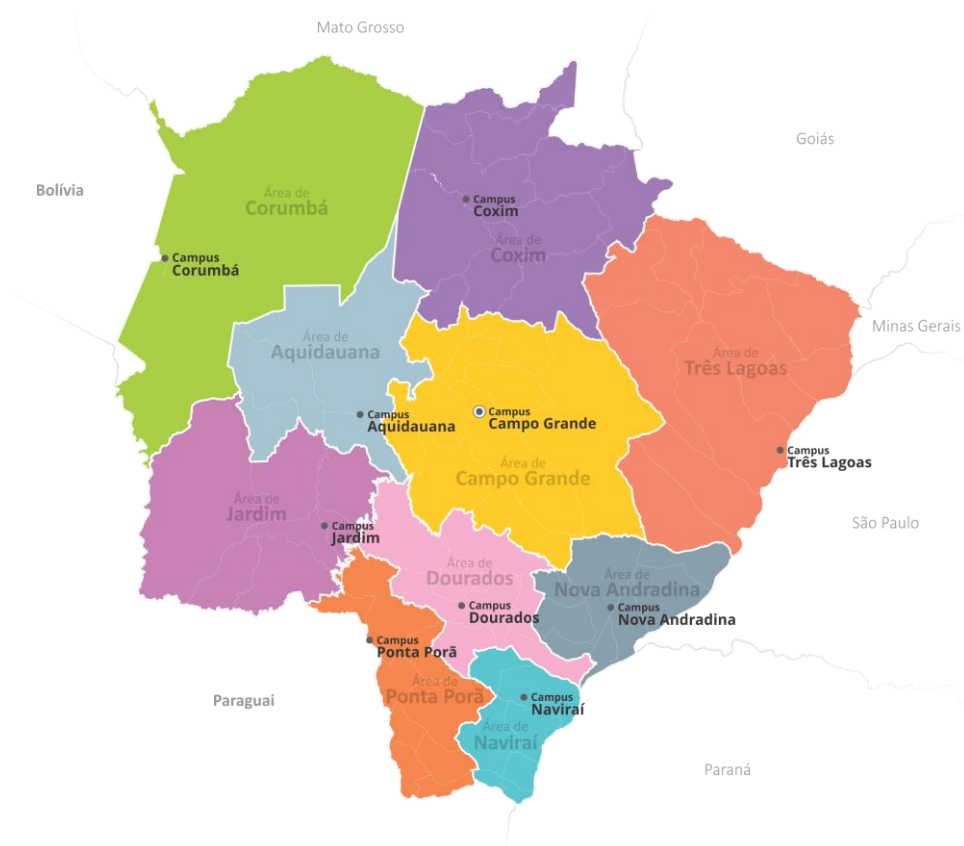 Mato Grosso
Goiás
Bolívia
Área de
Corumbá
Campus
Coxim
Área de
Coxim
Campus
Corumbá
Minas Gerais
Área de
Aquidauana
Área de
Três Lagoas
Campus
Aquidauana
Campus
Campo Grande
Campus
Três Lagoas
Área de
Campo Grande
Área de
Jardim
Campus
Jardim
São Paulo
Área de
Dourados
Área de
Nova Andradina
Campus
Dourados
Campus
Nova Andradina
Campus
Ponta Porã
Paraguai
Área de
Ponta Porã
Campus
Naviraí
Área de
Naviraí
Paraná